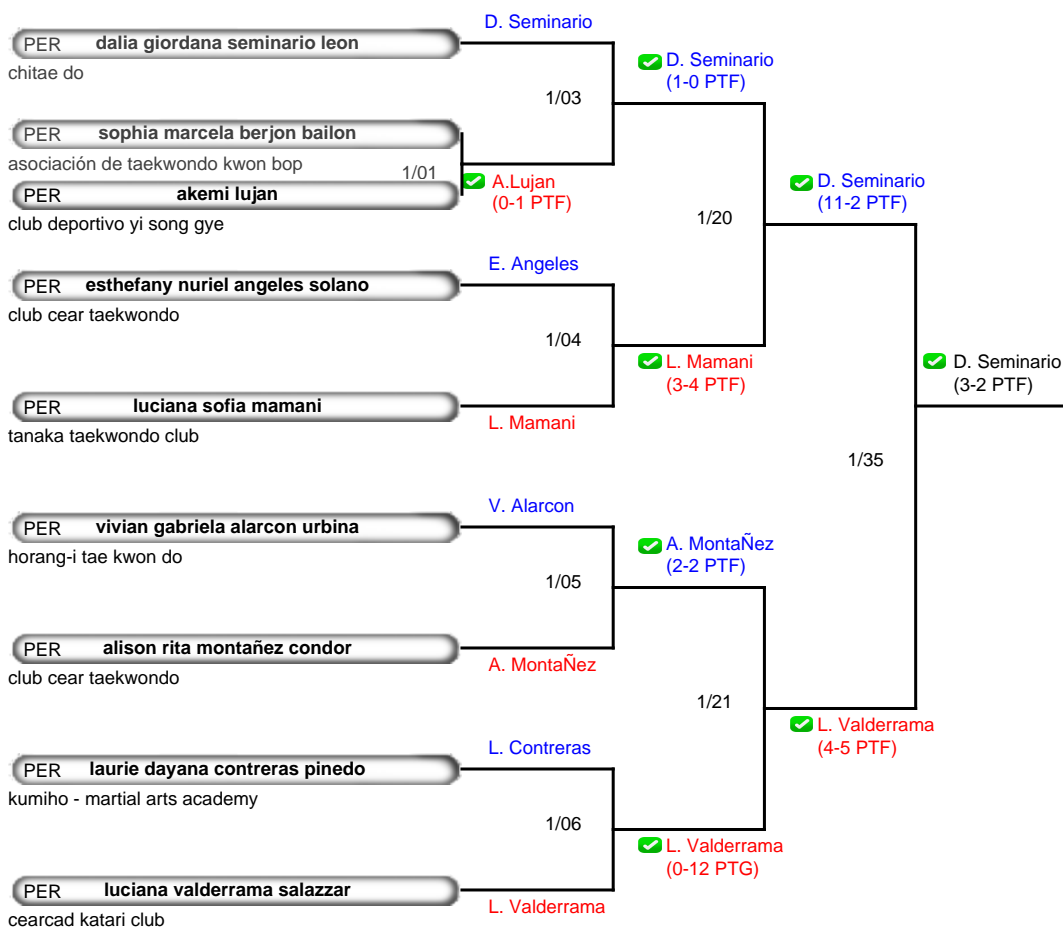 D. Seminario
PER dalia giordana seminario leon
chitae do
D. Seminario
(1-0 PTF)
1/03
PER sophia marcela berjon bailon
asociación de taekwondo kwon bop
1/01
A.Lujan
(0-1 PTF)
PER akemi lujan
club deportivo yi song gye
D. Seminario
(11-2 PTF)
1/20
E. Angeles
PER esthefany nuriel angeles solano
club cear taekwondo
1/04
L. Mamani
(3-4 PTF)
D. Seminario
(3-2 PTF)
PER luciana sofia mamani
L. Mamani
tanaka taekwondo club
1/35
V. Alarcon
PER vivian gabriela alarcon urbina
horang-i tae kwon do
A. MontaÑez
(2-2 PTF)
1/05
PER alison rita montañez condor
A. MontaÑez
club cear taekwondo
1/21
L. Valderrama
(4-5 PTF)
L. Contreras
PER laurie dayana contreras pinedo
kumiho - martial arts academy
1/06
L. Valderrama
(0-12 PTG)
PER luciana valderrama salazzar
L. Valderrama
cearcad katari club